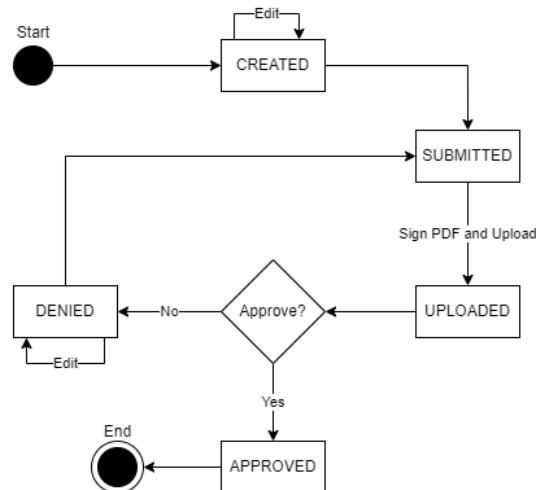 Edit
Start
CREATED
SUBMITTED
Sign PDF and Upload
DENIED
No
Approve?
UPLOADED
Edit
Yes
End
APPROVED